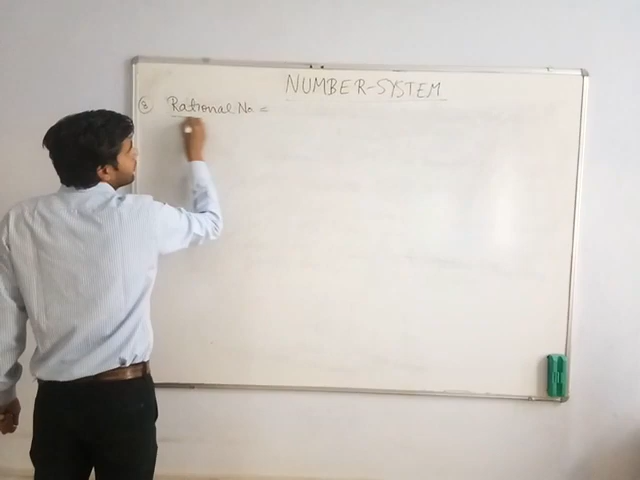 NUMBER-SYSTEM
③ Rational No =